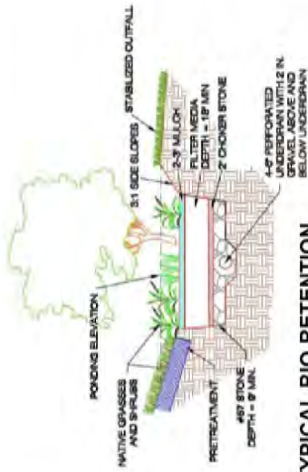 PONDING ELEVATION
NATIVE GRASSES
AND SHRUBS
PRETREATMENT
#57 STONE
DEPTH = 9" MIN.
3:1 SIDE SLOPES
STABILIZED OUTFALL
2-3" MULCH
FILTER MEDIA
DEPTH = 18" MIN
2" CHOKER STONE
4-6" PERFORATED
UNDERDRAIN WITH 2 IN.
GRAVEL ABOVE AND
BELOW UNDERDRAIN
TYPICAL BIO RETENTION